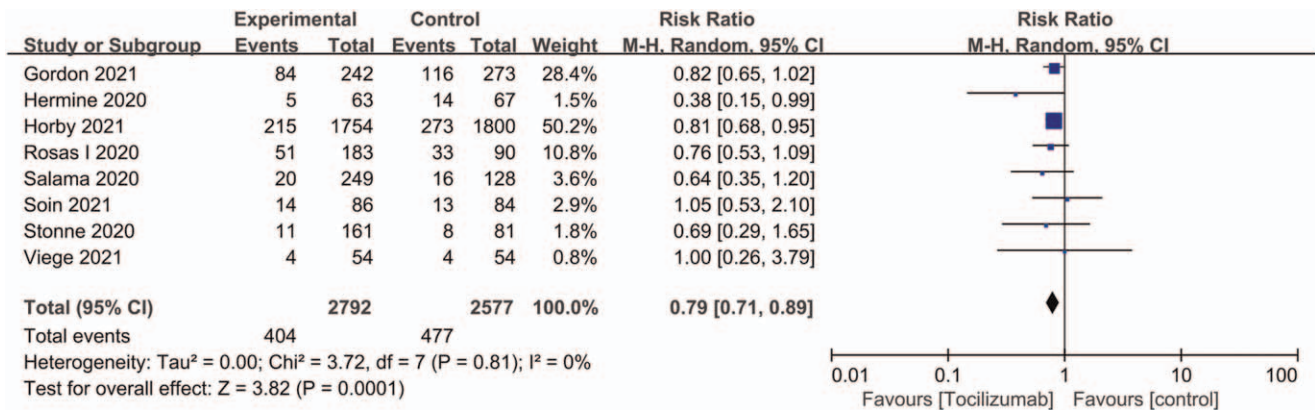 Experimental Control Risk Ratio Risk Ratio
Study or Subgroup Events Total Events Total Weight M-H, Random, 95% CI M-H, Random, 95% CI
Gordon 2021 84 242 116 273 28.4% 0.82 [0.65, 1.02]
Hermine 2020 5 63 14 67 1.5% 0.38 [0.15, 0.99]
Horby 2021 215 1754 273 1800 50.2% 0.81 [0.68, 0.95]
Rosas I 2020 51 183 33 90 10.8% 0.76 [0.53, 1.09]
Salama 2020 20 249 16 128 3.6% 0.64 [0.35, 1.20]
Soin 2021 14 86 13 84 2.9% 1.05 [0.53, 2.10]
Stonne 2020 11 161 8 81 1.8% 0.69 [0.29, 1.65]
Viege 2021 4 54 4 54 0.8% 1.00 [0.26, 3.79]
Total (95% CI) 2792 2577 100.0% 0.79 [0.71, 0.89]
Total events 404 477
Heterogeneity: Tau² = 0.00; Chi² = 3.72, df = 7 (P = 0.81); I² = 0%
Test for overall effect: Z = 3.82 (P = 0.0001)
0.01 0.1 1 10 100
Favours [Tocilizumab] Favours [control]